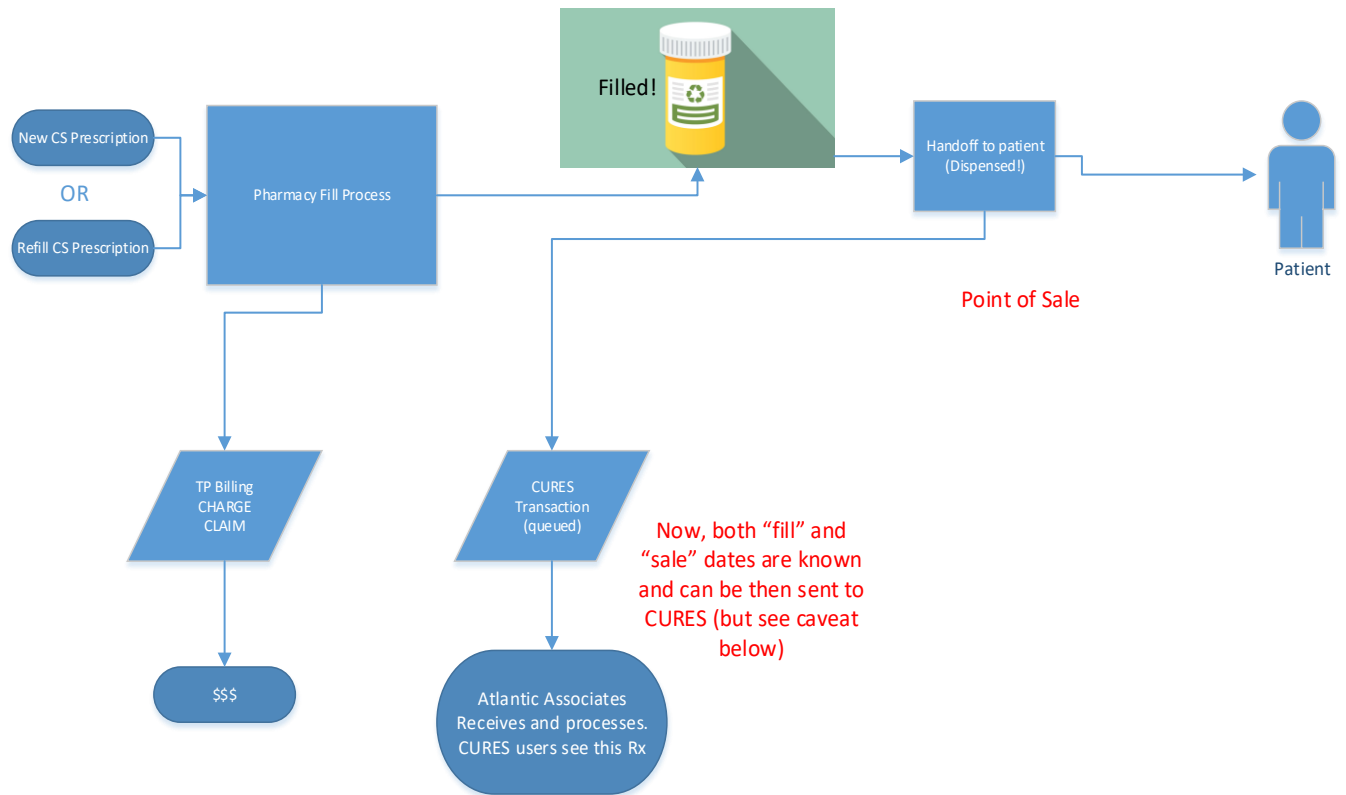 New CS Prescription
OR
Refill CS Prescription
Pharmacy Fill Process
Filled!
Handoff to patient
(Dispensed!)
Patient
Point of Sale
TP Billing
CHARGE
CLAIM
$$$
CURES
Transaction
(queued)
Now, both “fill” and
“sale” dates are known
and can be then sent to
CURES (but see caveat
below)
Atlantic Associates
Receives and processes.
CURES users see this Rx